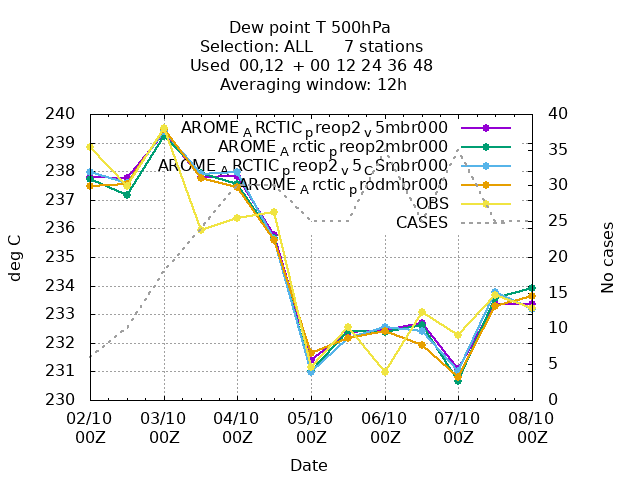 Dew point T 500hPa
Selection: ALL 7 stations
Used 00,12 + 00 12 24 36 48
Averaging window: 12h
AROME_ARCTIC_preop2_v5mbr000
AROME_Arctic_preop2mbr000
AROME_ARCTIC_preop2_v5_cSmbr000
AROME_Arctic_prodmbr000
OBS
CASES
240
239
238
237
236
235
234
233
232
231
230
40
35
30
25
20
15
10
5
0
deg C
No cases
02/10 03/10 04/10 05/10 06/10 07/10 08/10
00Z 00Z 00Z 00Z 00Z 00Z 00Z
Date